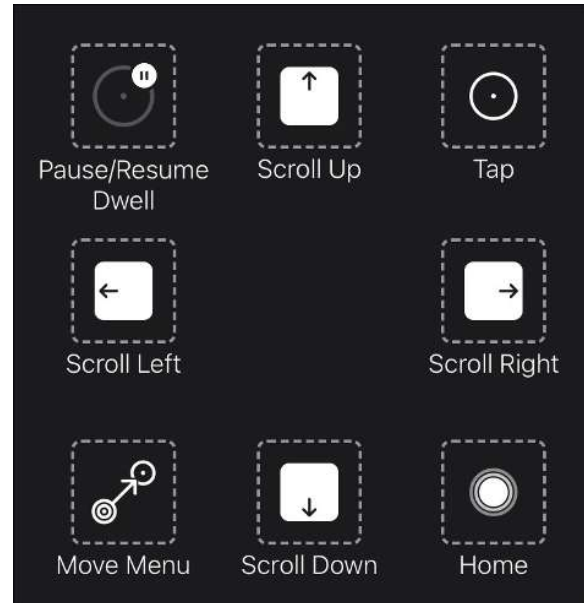 Pause/Resume
Dwell
Scroll Up
Tap
Scroll Left
Scroll Right
Move Menu
Scroll Down
Home